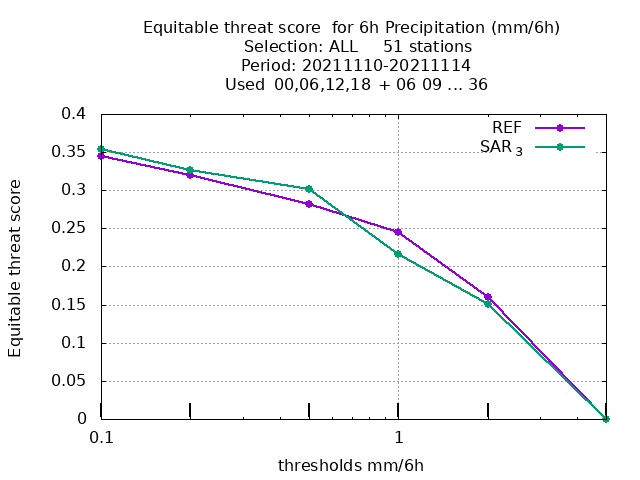 Equitable threat score  for 6h Precipitation (mm/6h)
Selection: ALL     51 stations
Period: 20211110-20211114
Used  00,06,12,18  + 06 09 ... 36
REF
SAR 3
0.4
0.35
0.3
0.25
0.2
0.15
0.1
0.05
0
Equitable threat score
0.1
1
thresholds mm/6h